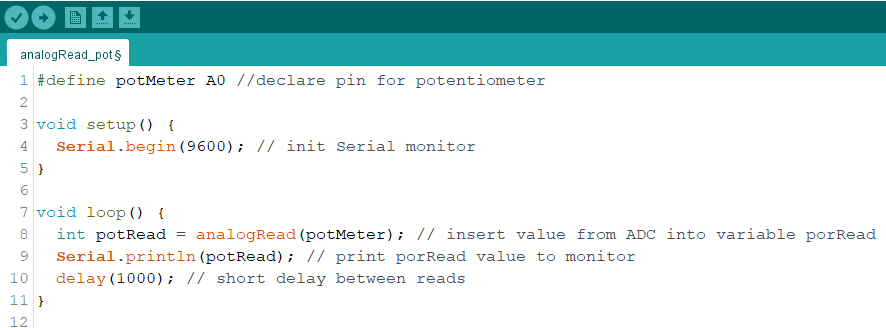 analogRead_pot§
1 #define potMeter A0 //declare pin for potentiometer
2
3 void setup() {
4   Serial.begin(9600); // init Serial monitor
5 }
6
7 void loop() {
8   int potRead = analogRead(potMeter); // insert value from ADC into variable porRead
9   Serial.println(potRead); // print porRead value to monitor
10   delay(1000); // short delay between reads
11 }
12